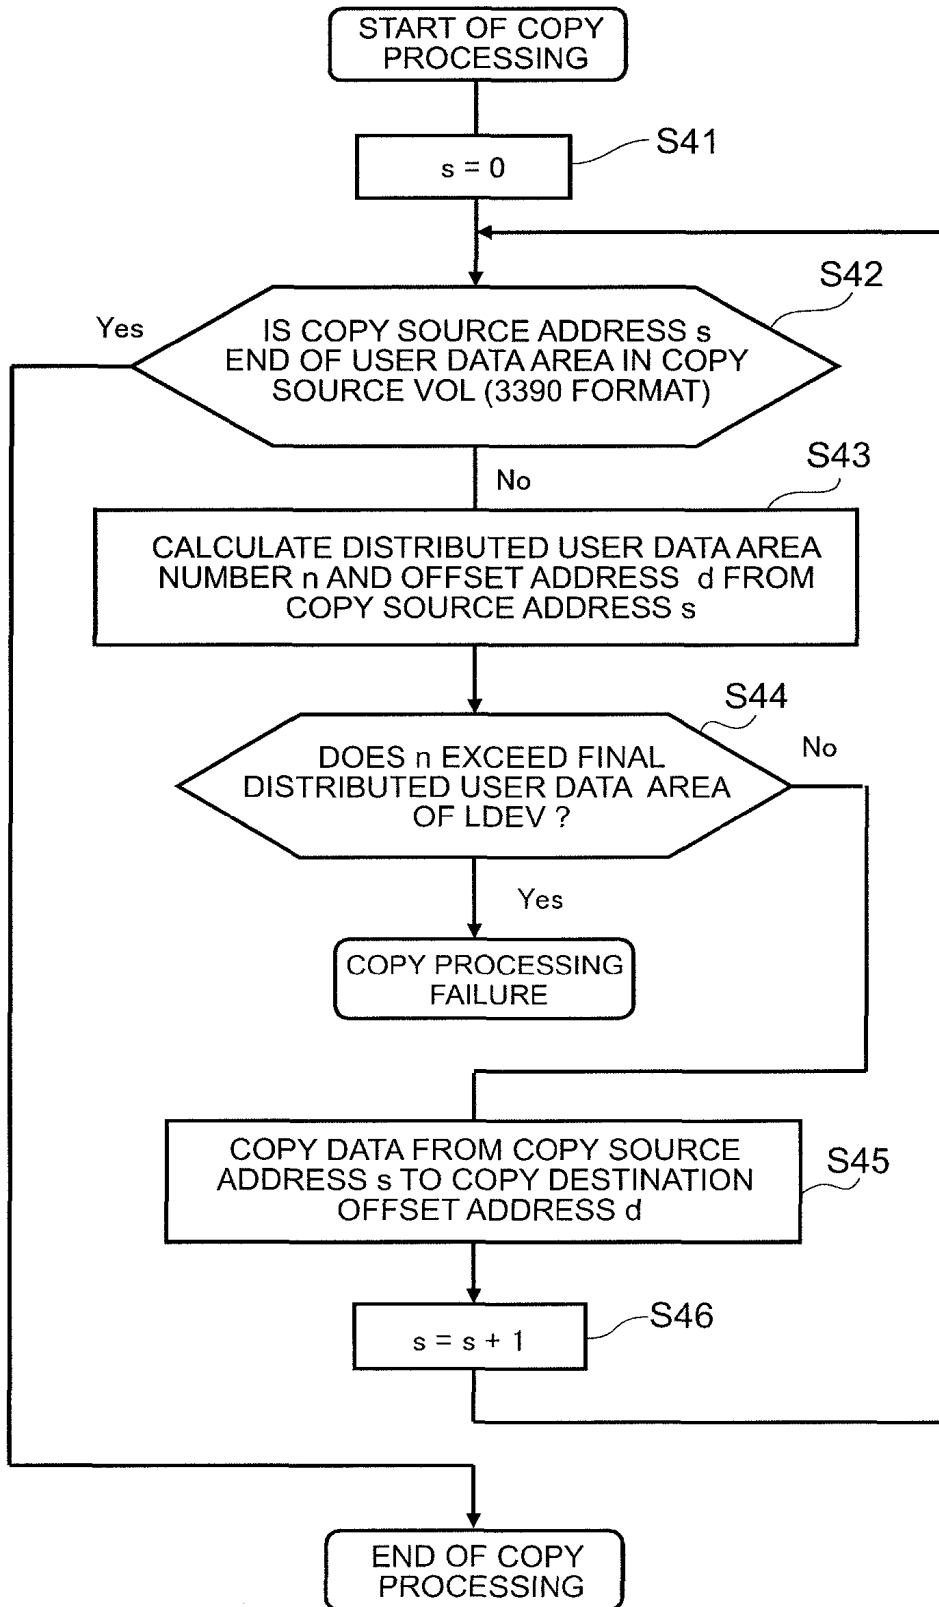 START OF COPY
PROCESSING
S41
s = 0
S42
Yes
IS COPY SOURCE ADDRESS s
END OF USER DATA AREA IN COPY
SOURCE VOL (3390 FORMAT)
No
S43
CALCULATE DISTRIBUTED USER DATA AREA
NUMBER n AND OFFSET ADDRESS d FROM
COPY SOURCE ADDRESS s
S44
No
DOES n EXCEED FINAL
DISTRIBUTED USER DATA AREA
OF LDEV ?
Yes
COPY PROCESSING
FAILURE
COPY DATA FROM COPY SOURCE
ADDRESS s TO COPY DESTINATION
OFFSET ADDRESS d
S45
S46
s = s + 1
END OF COPY
PROCESSING